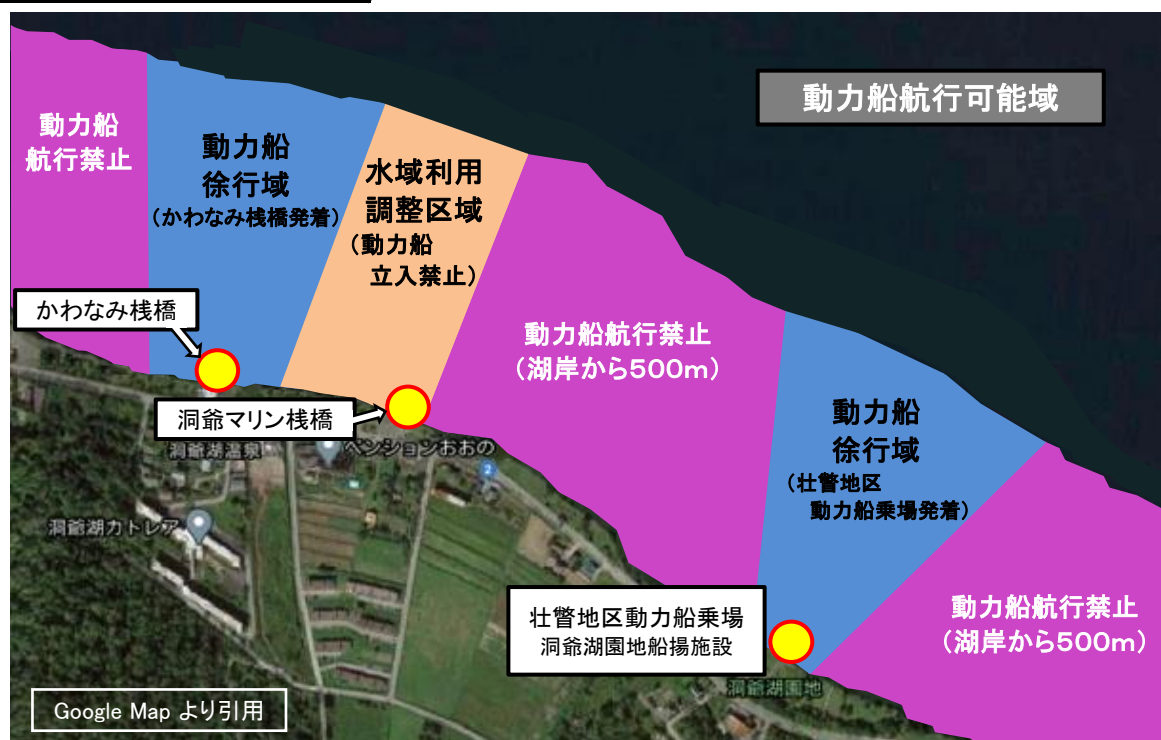 動力船
航行禁止
動力船
徐行域
（かわなみ桟橋発着）
水域利用
調整区域
（動力船
立入禁止）
動力船航行可能域
かわなみ桟橋
洞爺マリン桟橋
動力船航行禁止
（湖岸から500m）
動力船
徐行域
（壮瞥地区
動力船乗場発着）
洞爺湖温泉
ペンションおおの
2
洞爺湖カトレア
壮瞥地区動力船乗場
洞爺湖園地船揚施設
動力船航行禁止
（湖岸から500m）
洞爺湖園地
Google Map より引用